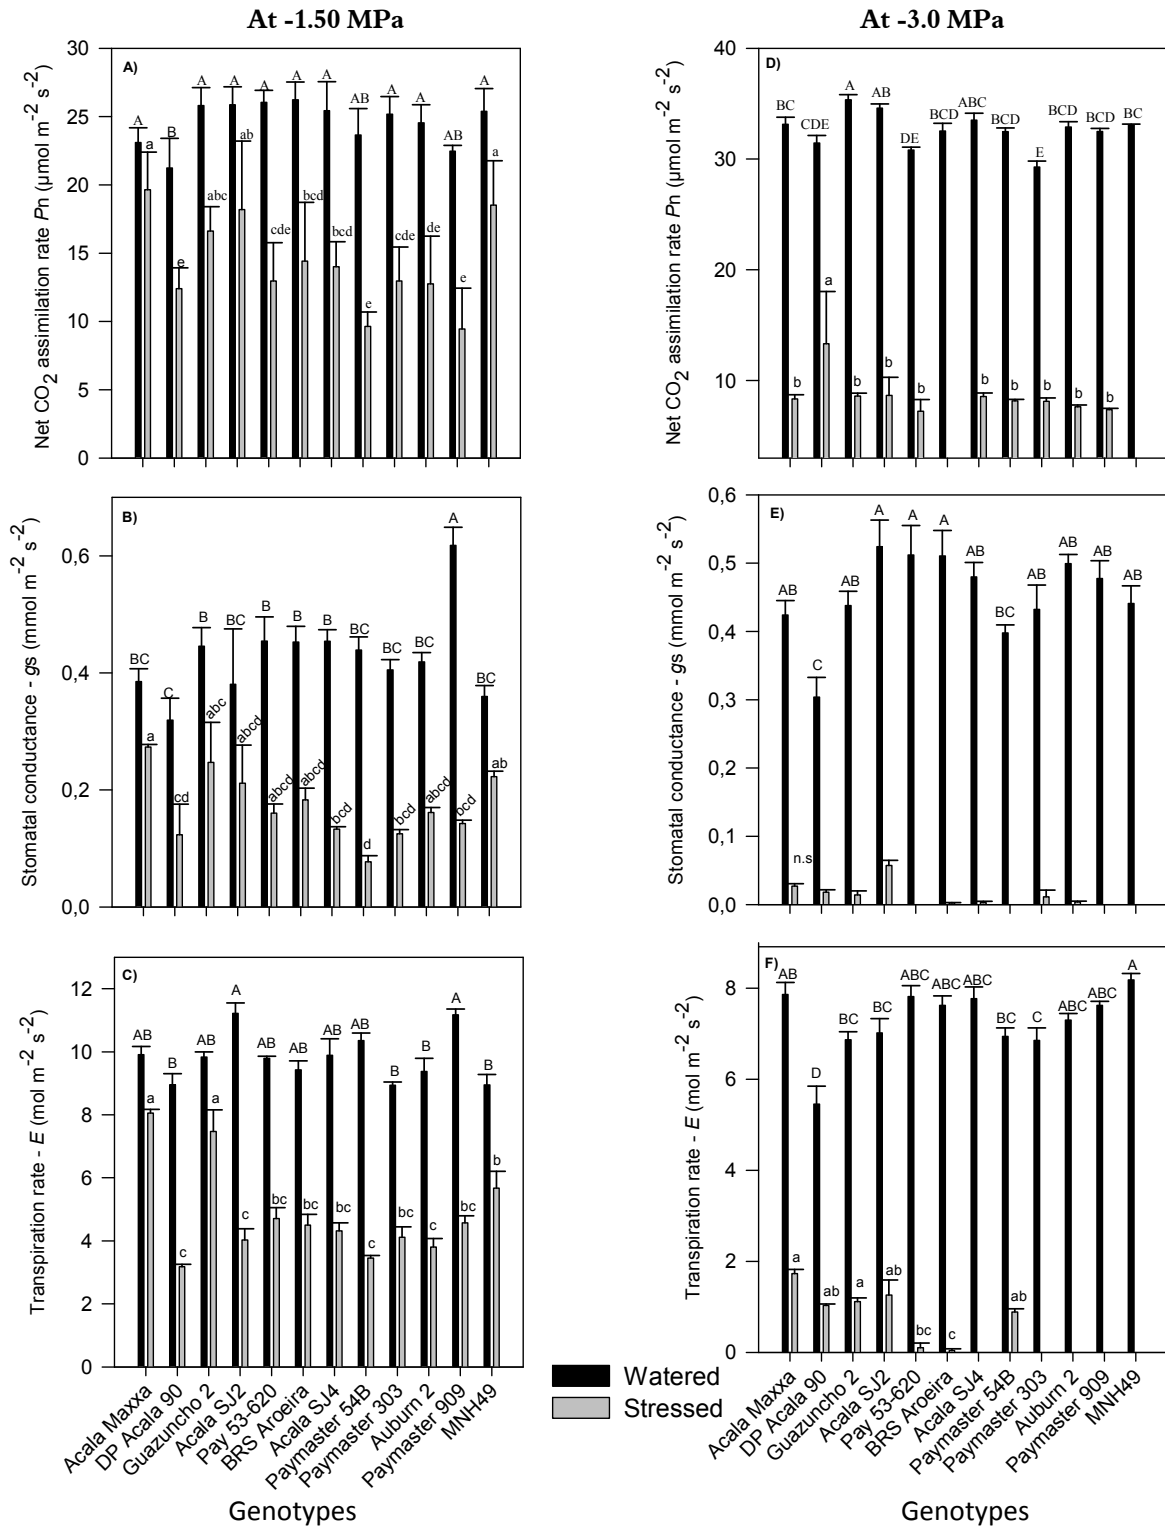 At -1.50 MPa
At -3.0 MPa
A)
Net CO2 assimilation rate Pn (µmol m-2 s-2)
30
25
20
15
10
5
0
A a
B e
A abc
A ab
A cde
A bcd
A bcd
AB e
A cde
A de
AB e
A a
D)
Net CO2 assimilation rate Pn (µmol m-2 s-2)
40
30
20
10
BC b
CDE a
A b
AB b
DE b
BCD
ABC b
BCD b
E b
BCD b
BCD b
BC
B)
Stomatal conductance - gs (mmol m-2 s-2)
0,6
0,4
0,2
0,0
BC a
C cd
B abc
BC abcd
B abcd
B abcd
B bcd
BC d
BC bcd
BC abcd
A bcd
BC ab
E)
Stomatal conductance - gs (mmol m-2 s-2)
0,6
0,5
0,4
0,3
0,2
0,1
0,0
AB n.s
C
AB
A
A
A
AB
BC
AB
AB
AB
AB
C)
Transpiration rate - E (mol m-2 s-2)
12
10
8
6
4
2
0
AB a
B c
AB a
A c
AB bc
AB bc
AB bc
AB c
B bc
B c
A bc
B b
F)
Transpiration rate - E (mol m-2 s-2)
8
6
4
2
0
AB a
D ab
BC a
BC ab
ABC bc
ABC c
ABC
BC ab
C
ABC
ABC
A
Acala Maxxa
DP Acala 90
Guazuncho 2
Acala SJ2
Pay 53-620
BRS Aroeira
Acala SJ4
Paymaster 54B
Paymaster 303
Auburn 2
Paymaster 909
MNH49
Genotypes
Watered
Stressed
Acala Maxxa
DP Acala 90
Guazuncho 2
Acala SJ2
Pay 53-620
BRS Aroeira
Acala SJ4
Paymaster 54B
Paymaster 303
Auburn 2
Paymaster 909
MNH49
Genotypes